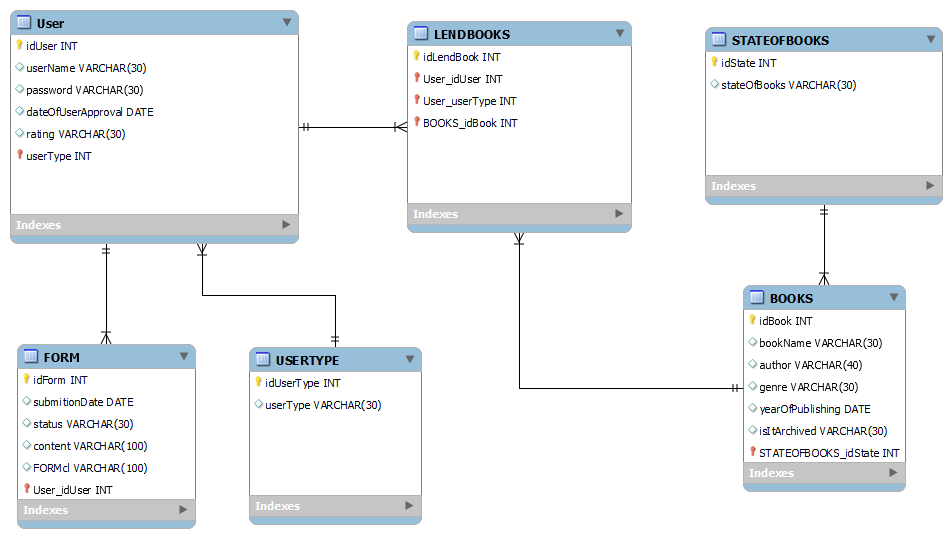 User
idUser INT
userName VARCHAR(30)
password VARCHAR(30)
dateOfUserApproval DATE
rating VARCHAR(30)
userType INT
Indexes
LENDBOOKS
idLendBook INT
User_idUser INT
User_userType INT
BOOKS_idBook INT
Indexes
STATEOFBOOKS
idState INT
stateOfBooks VARCHAR(30)
Indexes
FORM
idForm INT
submitionDate DATE
status VARCHAR(30)
content VARCHAR(100)
FORMcl VARCHAR(100)
User_idUser INT
Indexes
USERTYPE
idUserType INT
userType VARCHAR(30)
Indexes
BOOKS
idBook INT
bookName VARCHAR(30)
author VARCHAR(40)
genre VARCHAR(30)
yearOfPublishing DATE
isItArchived VARCHAR(30)
STATEOFBOOKS_idState INT
Indexes